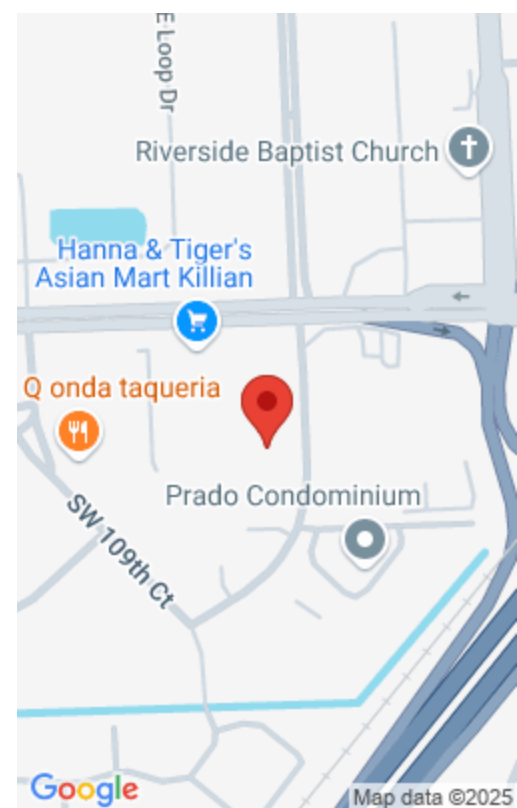 E Loop Dr
Riverside Baptist Church
Hanna & Tiger's
Asian Mart Killian
Q onda taqueria
Prado Condominium
SW 109th Ct
Google
Map data ©2025